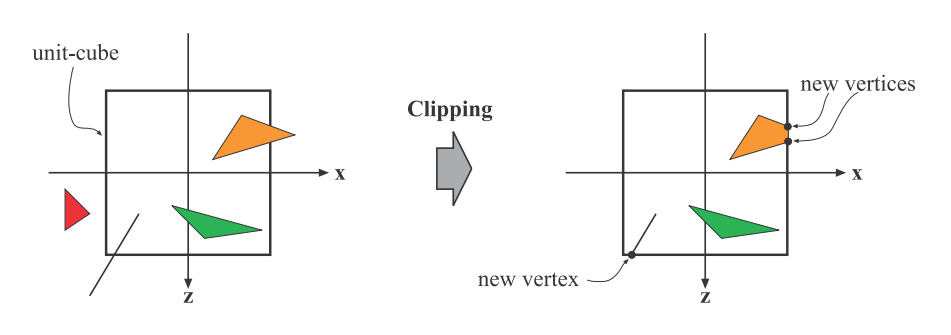 unit-cube
x
z
Clipping
new vertices
x
new vertex
z